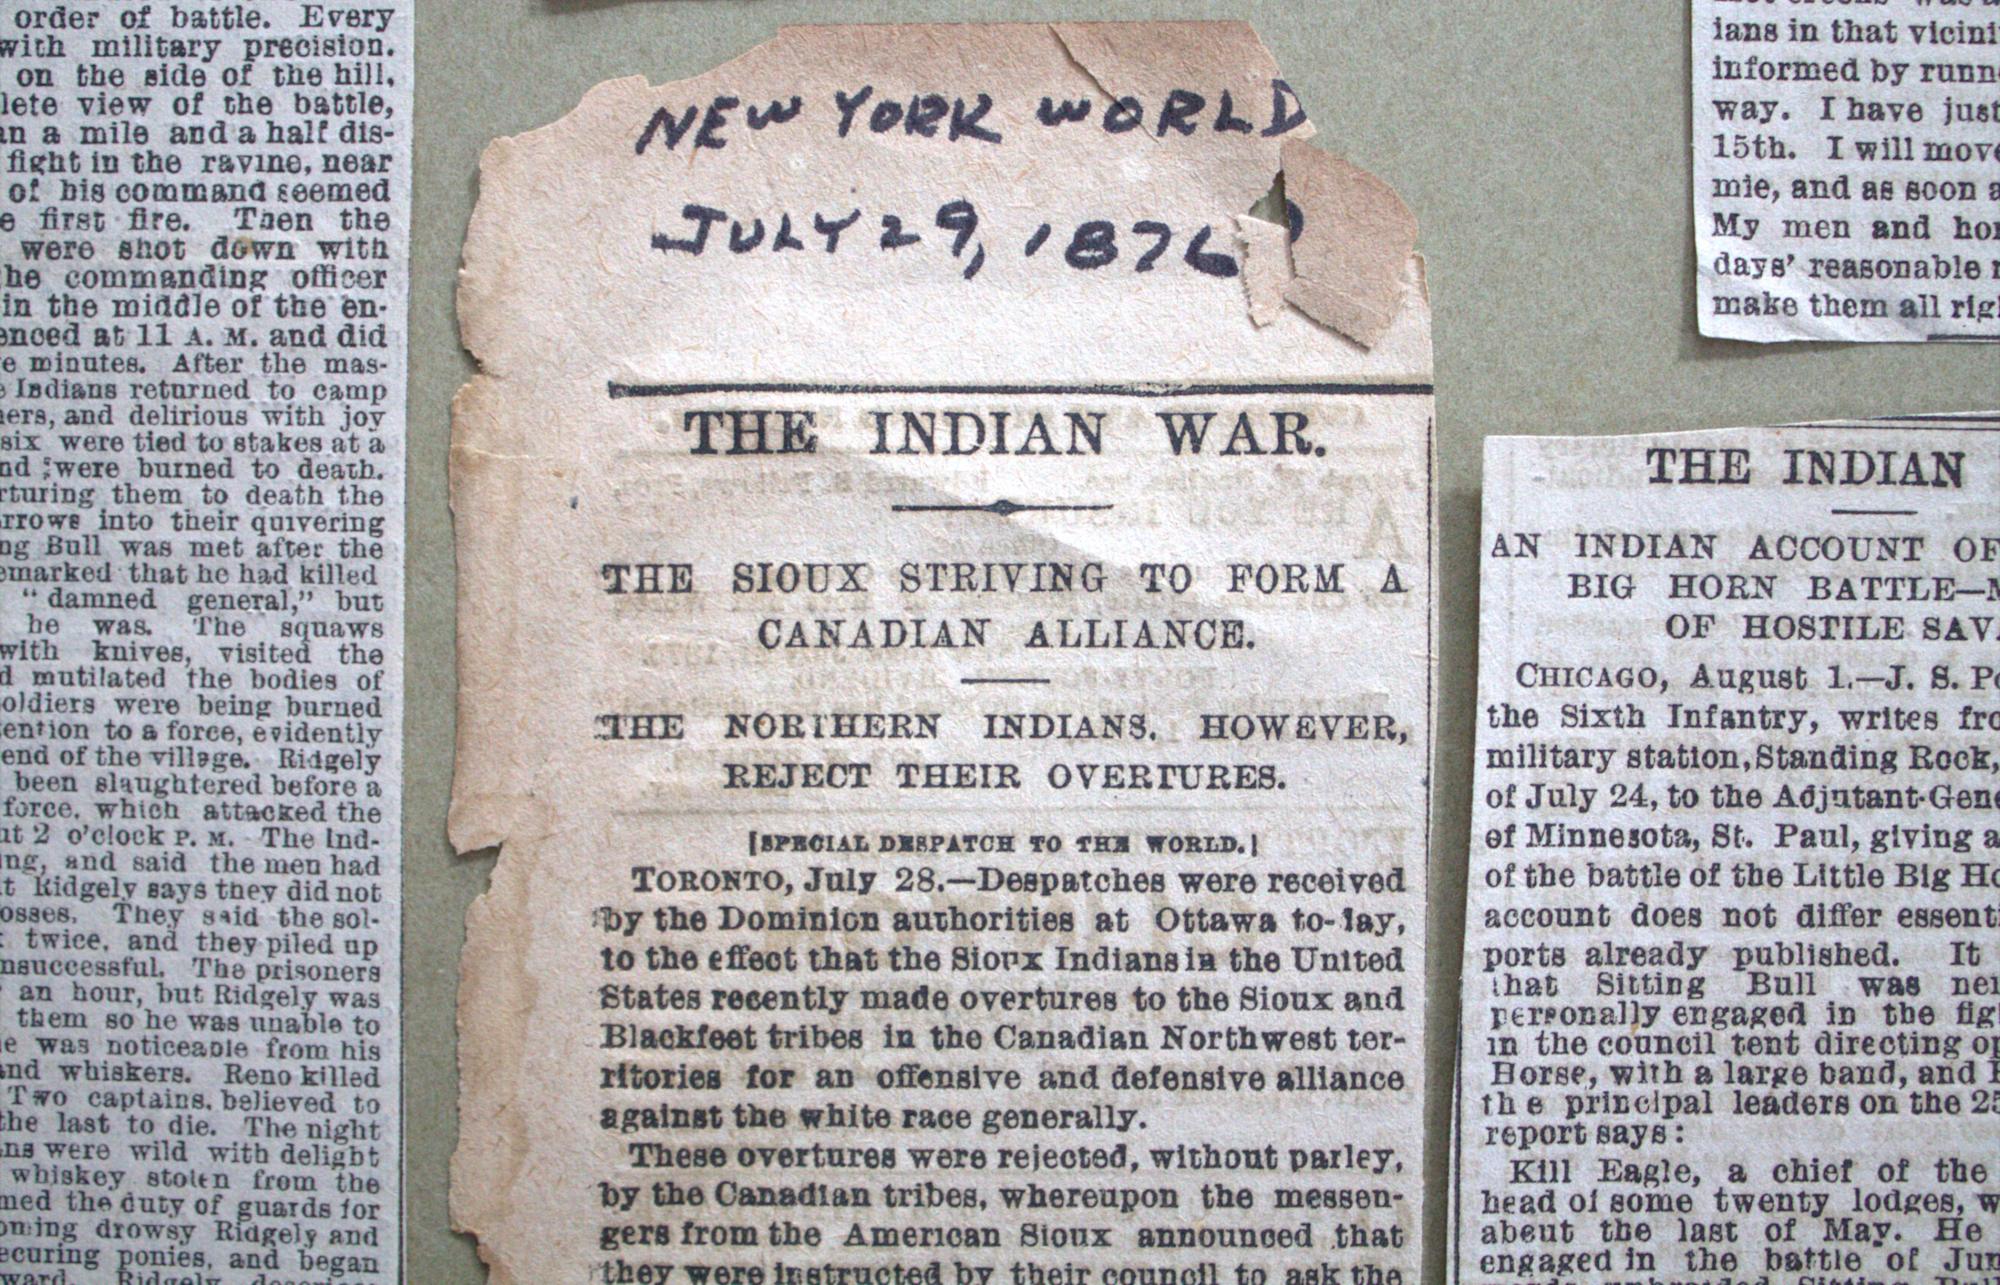 order of battle. Every
with military precision.
on the side of the hill,
lete view of the battle,
an a mile and a half dis-
fight in the ravine, near
of his command seemed
e first fire. Then the
were shot down with
he commanding officer
in the middle of the en-
enced at 11 A. M. and did
e minutes. After the mas-
e Indians returned to camp
ners, and delirious with joy
six were tied to stakes at a
nd were burned to death.
rturing them to death the
rrows into their quivering
ng Bull was met after the
emarked that he had killed
"damned general," but
he was. The squaws
with knives, visited the
d mutilated the bodies of
oldiers were being burned
ention to a force, evidently
end of the village. Ridgely
been slaughtered before a
force, which attacked the
ut 2 o'clock P. M. The Ind-
ing, and said the men had
t Ridgely says they did not
osses. They said the sol-
twice, and they piled up
nsuccessful. The prisoners
an hour, but Ridgely was
them so he was unable to
e was noticeable from his
and whiskers. Reno killed
Two captains, believed to
the last to die. The night
ans were wild with delight
whiskey stolen from the
med the duty of guards for
oming drowsy Ridgely and
ecuring ponies, and began
ward. Ridgely
NEW YORK WORLD
JULY 29, 1876
THE INDIAN WAR.
THE SIOUX STRIVING TO FORM A
CANADIAN ALLIANCE.
THE NORTHERN INDIANS, HOWEVER,
REJECT THEIR OVERTURES.
[SPECIAL DESPATCH TO THE WORLD.]
TORONTO, July 28.—Despatches were received
by the Dominion authorities at Ottawa to-day,
to the effect that the Sioux Indians in the United
States recently made overtures to the Sioux and
Blackfeet tribes in the Canadian Northwest ter-
ritories for an offensive and defensive alliance
against the white race generally.
These overtures were rejected, without parley,
by the Canadian tribes, whereupon the messen-
gers from the American Sioux announced that
they were instructed by their council to ask the
ians in that vicini
informed by runn
way. I have just
15th. I will move
mie, and as soon a
My men and hor
days' reasonable r
make them all rig
THE INDIAN
AN INDIAN ACCOUNT OF
BIG HORN BATTLE—
OF HOSTILE SAV
CHICAGO, August 1.—J. S. Po
the Sixth Infantry, writes fro
military station, Standing Rock,
of July 24, to the Adjutant-Gene
of Minnesota, St. Paul, giving a
of the battle of the Little Big Ho
account does not differ essenti
ports already published. It
that Sitting Bull was nei
personally engaged in the fig
in the council tent directing op
Horse, with a large band, and
the principal leaders on the 25
report says:
Kill Eagle, a chief of the
head of some twenty lodges, w
about the last of May. He
engaged in the battle of Jun